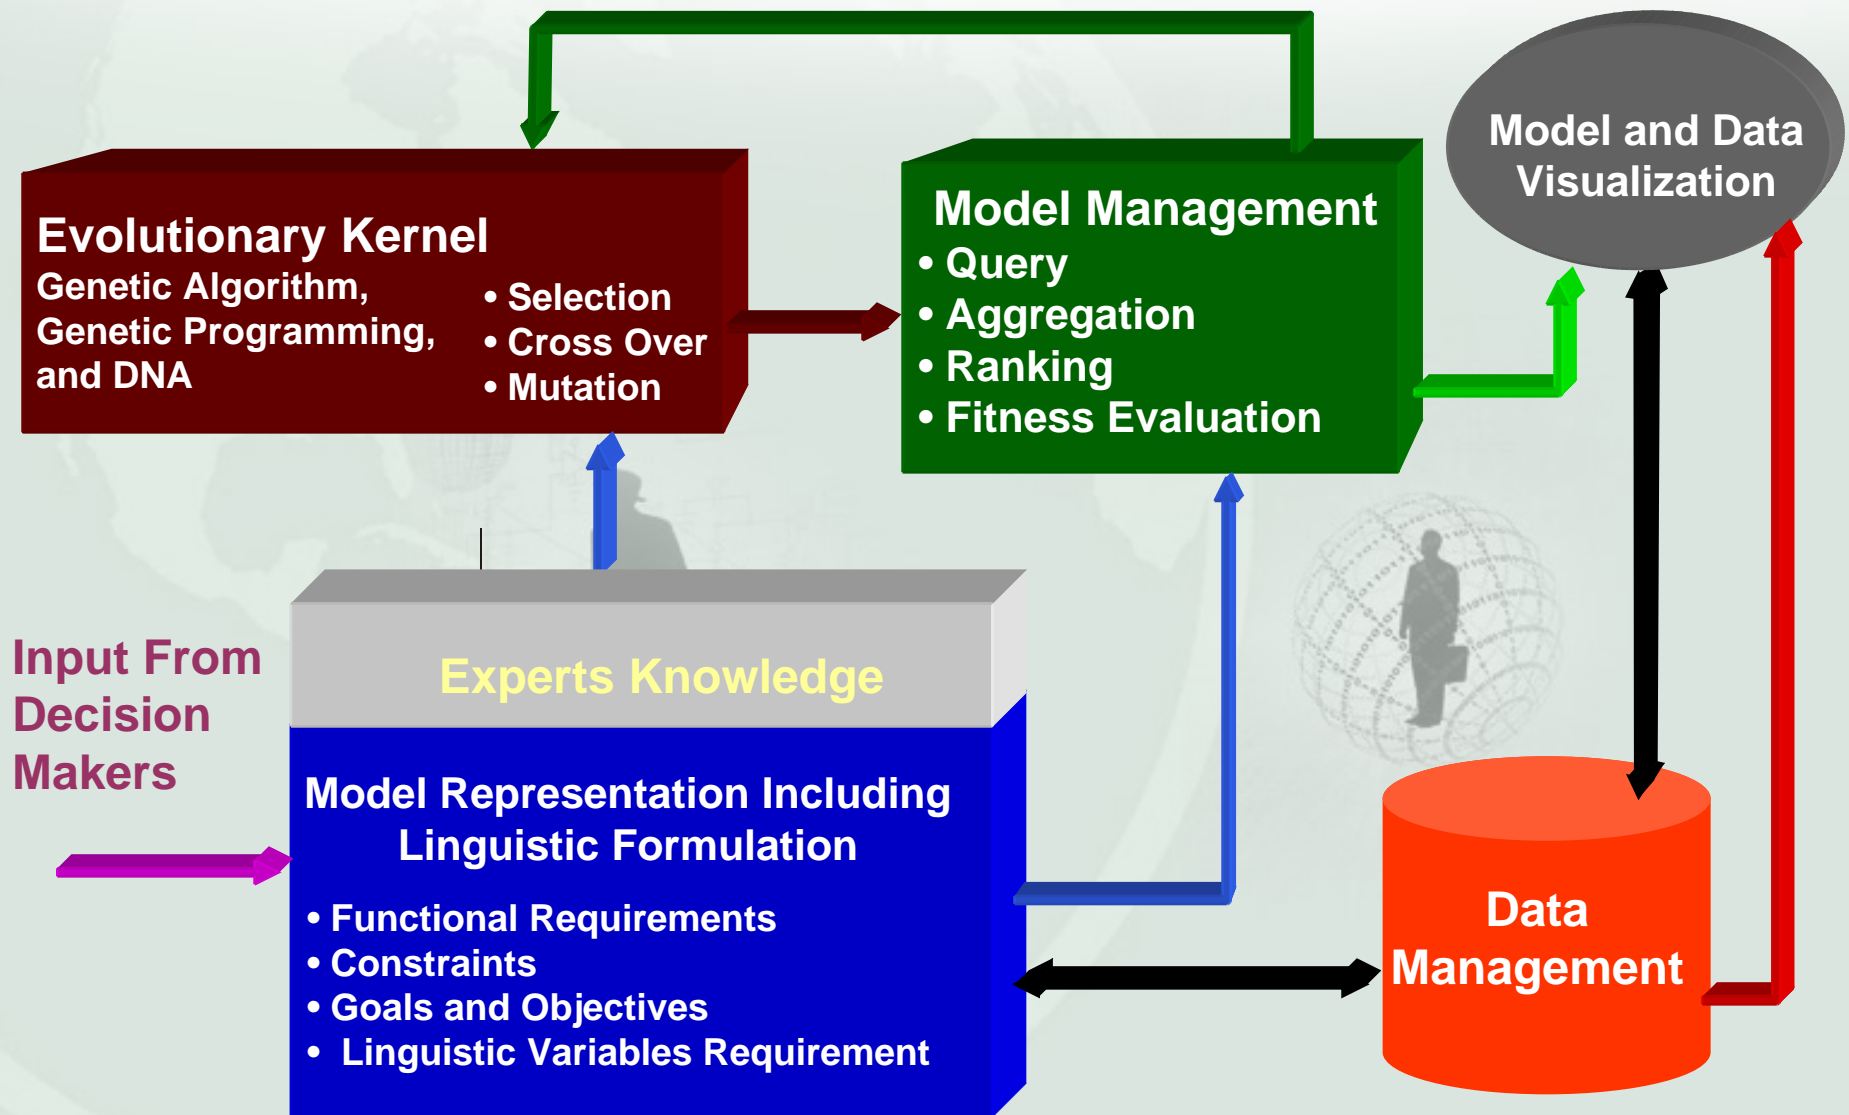 Model and Data
Visualization
Evolutionary Kernel
Genetic Algorithm,
Genetic Programming,
and DNA
• Selection
• Cross Over
• Mutation
Model Management
• Query
• Aggregation
• Ranking
• Fitness Evaluation
Input From
Decision
Makers
Experts Knowledge
Model Representation Including
Linguistic Formulation
• Functional Requirements
• Constraints
• Goals and Objectives
• Linguistic Variables Requirement
Data
Management